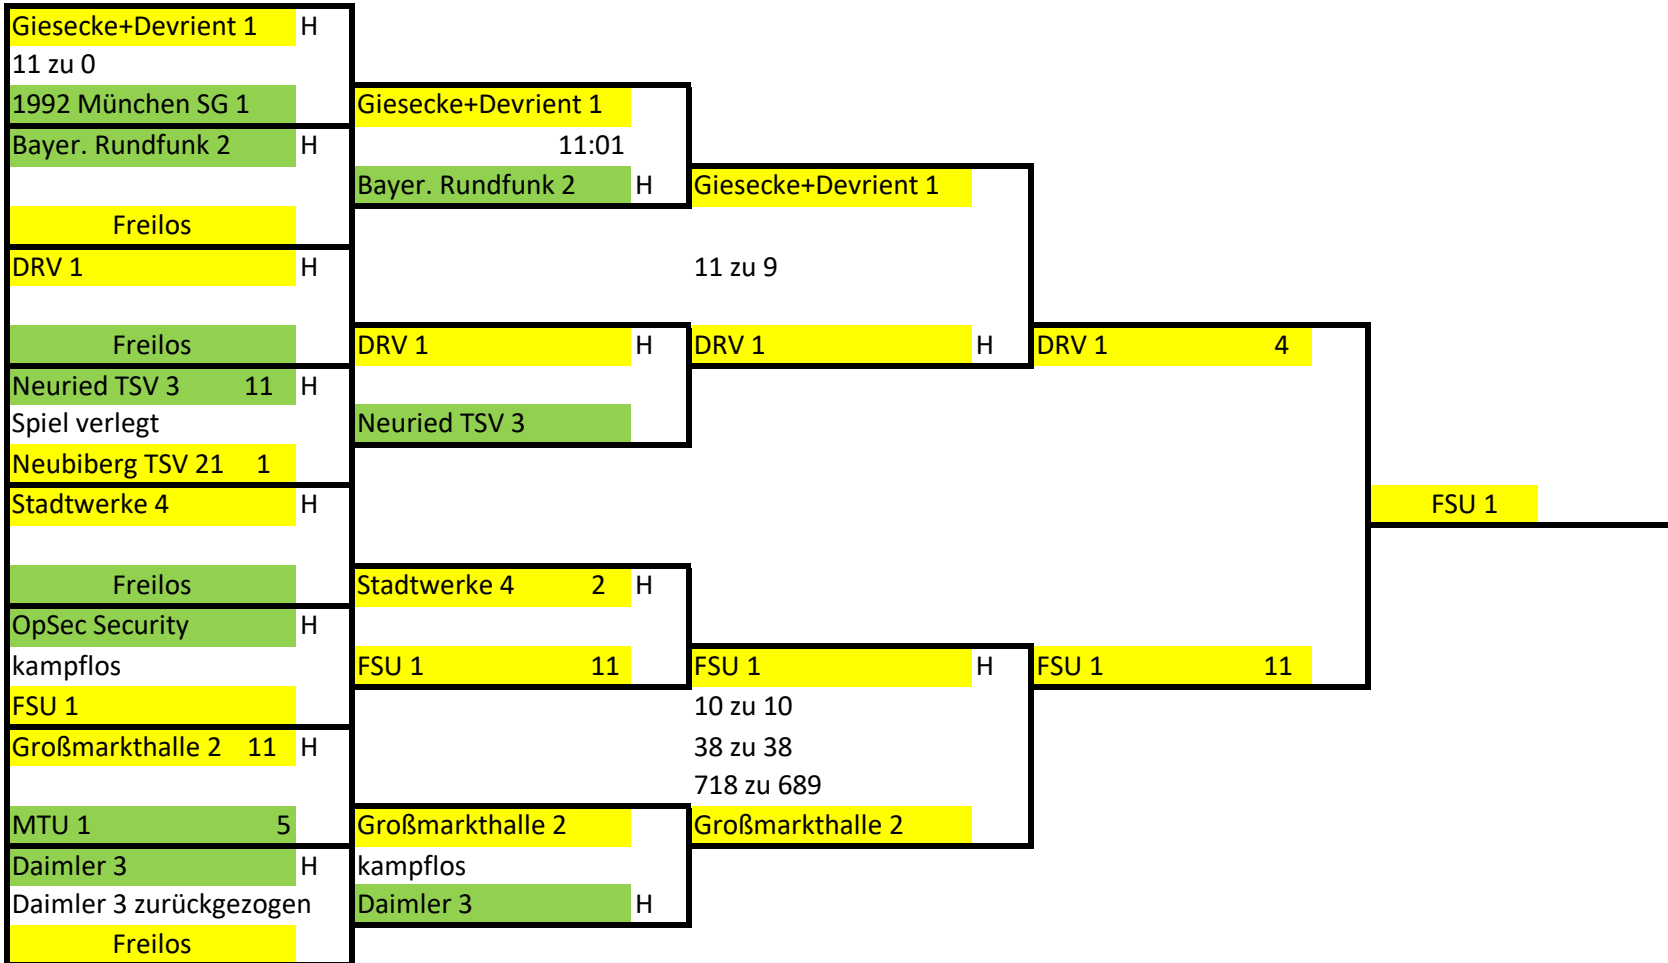 Giesecke+Devrient 1 H
11 zu 0
1992 München SG 1
Bayer. Rundfunk 2 H
Freilos
DRV 1 H
Freilos
Neuried TSV 3 11 H
Spiel verlegt
Neubiberg TSV 21 1
Stadtwerke 4 H
Freilos
OpSec Security H
kampflos
FSU 1
Großmarkthalle 2 11 H
MTU 1 5
Daimler 3 H
Daimler 3 zurückgezogen
Freilos
Giesecke+Devrient 1
11:01
Bayer. Rundfunk 2 H
DRV 1 H
Neuried TSV 3
Stadtwerke 4 2 H
FSU 1 11
Großmarkthalle 2
kampflos
Daimler 3 H
Giesecke+Devrient 1
11 zu 9
DRV 1 H
FSU 1 H
10 zu 10
38 zu 38
718 zu 689
Großmarkthalle 2
DRV 1 4
FSU 1 11
FSU 1